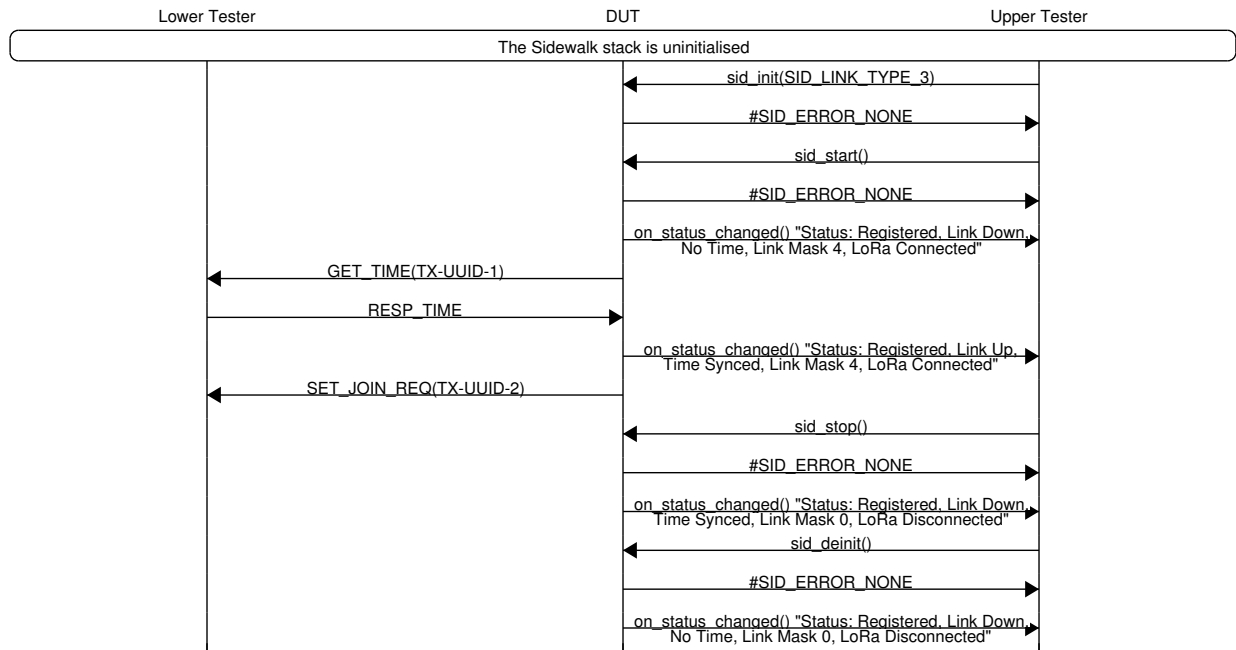 Lower Tester DUT Upper Tester
The Sidewalk stack is uninitialised
sid_init(SID_LINK_TYPE_3)
#SID_ERROR_NONE
sid_start()
#SID_ERROR_NONE
on_status_changed() "Status: Registered, Link Down,
No Time, Link Mask 4, LoRa Connected"
GET_TIME(TX-UUID-1)
RESP_TIME
on_status_changed() "Status: Registered, Link Up,
Time Synced, Link Mask 4, LoRa Connected"
SET_JOIN_REQ(TX-UUID-2)
sid_stop()
#SID_ERROR_NONE
on_status_changed() "Status: Registered, Link Down,
Time Synced, Link Mask 0, LoRa Disconnected"
sid_deinit()
#SID_ERROR_NONE
on_status_changed() "Status: Registered, Link Down,
No Time, Link Mask 0, LoRa Disconnected"